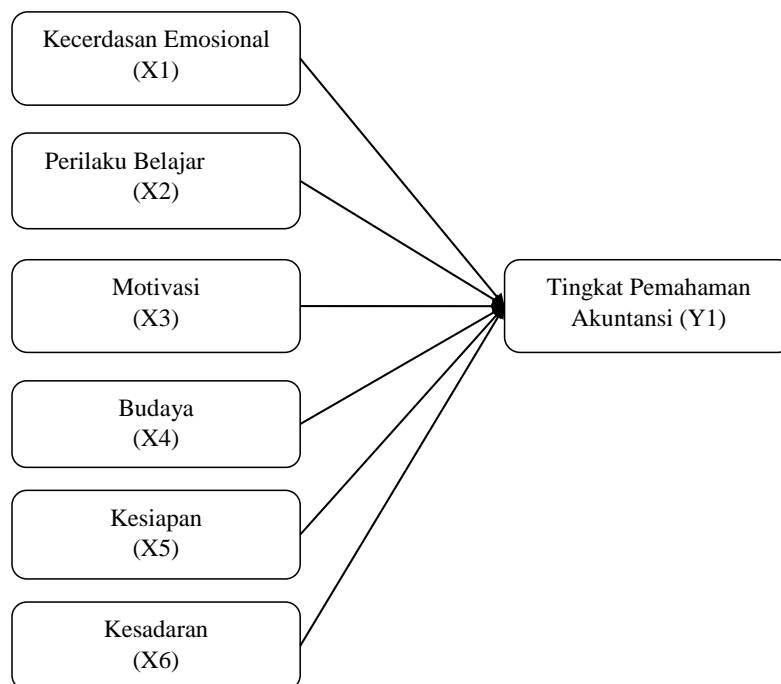 Kecerdasan Emosional
(X1)
Perilaku Belajar
(X2)
Motivasi
(X3)
Budaya
(X4)
Kesiapan
(X5)
Kesadaran
(X6)
Tingkat Pemahaman
Akuntansi (Y1)